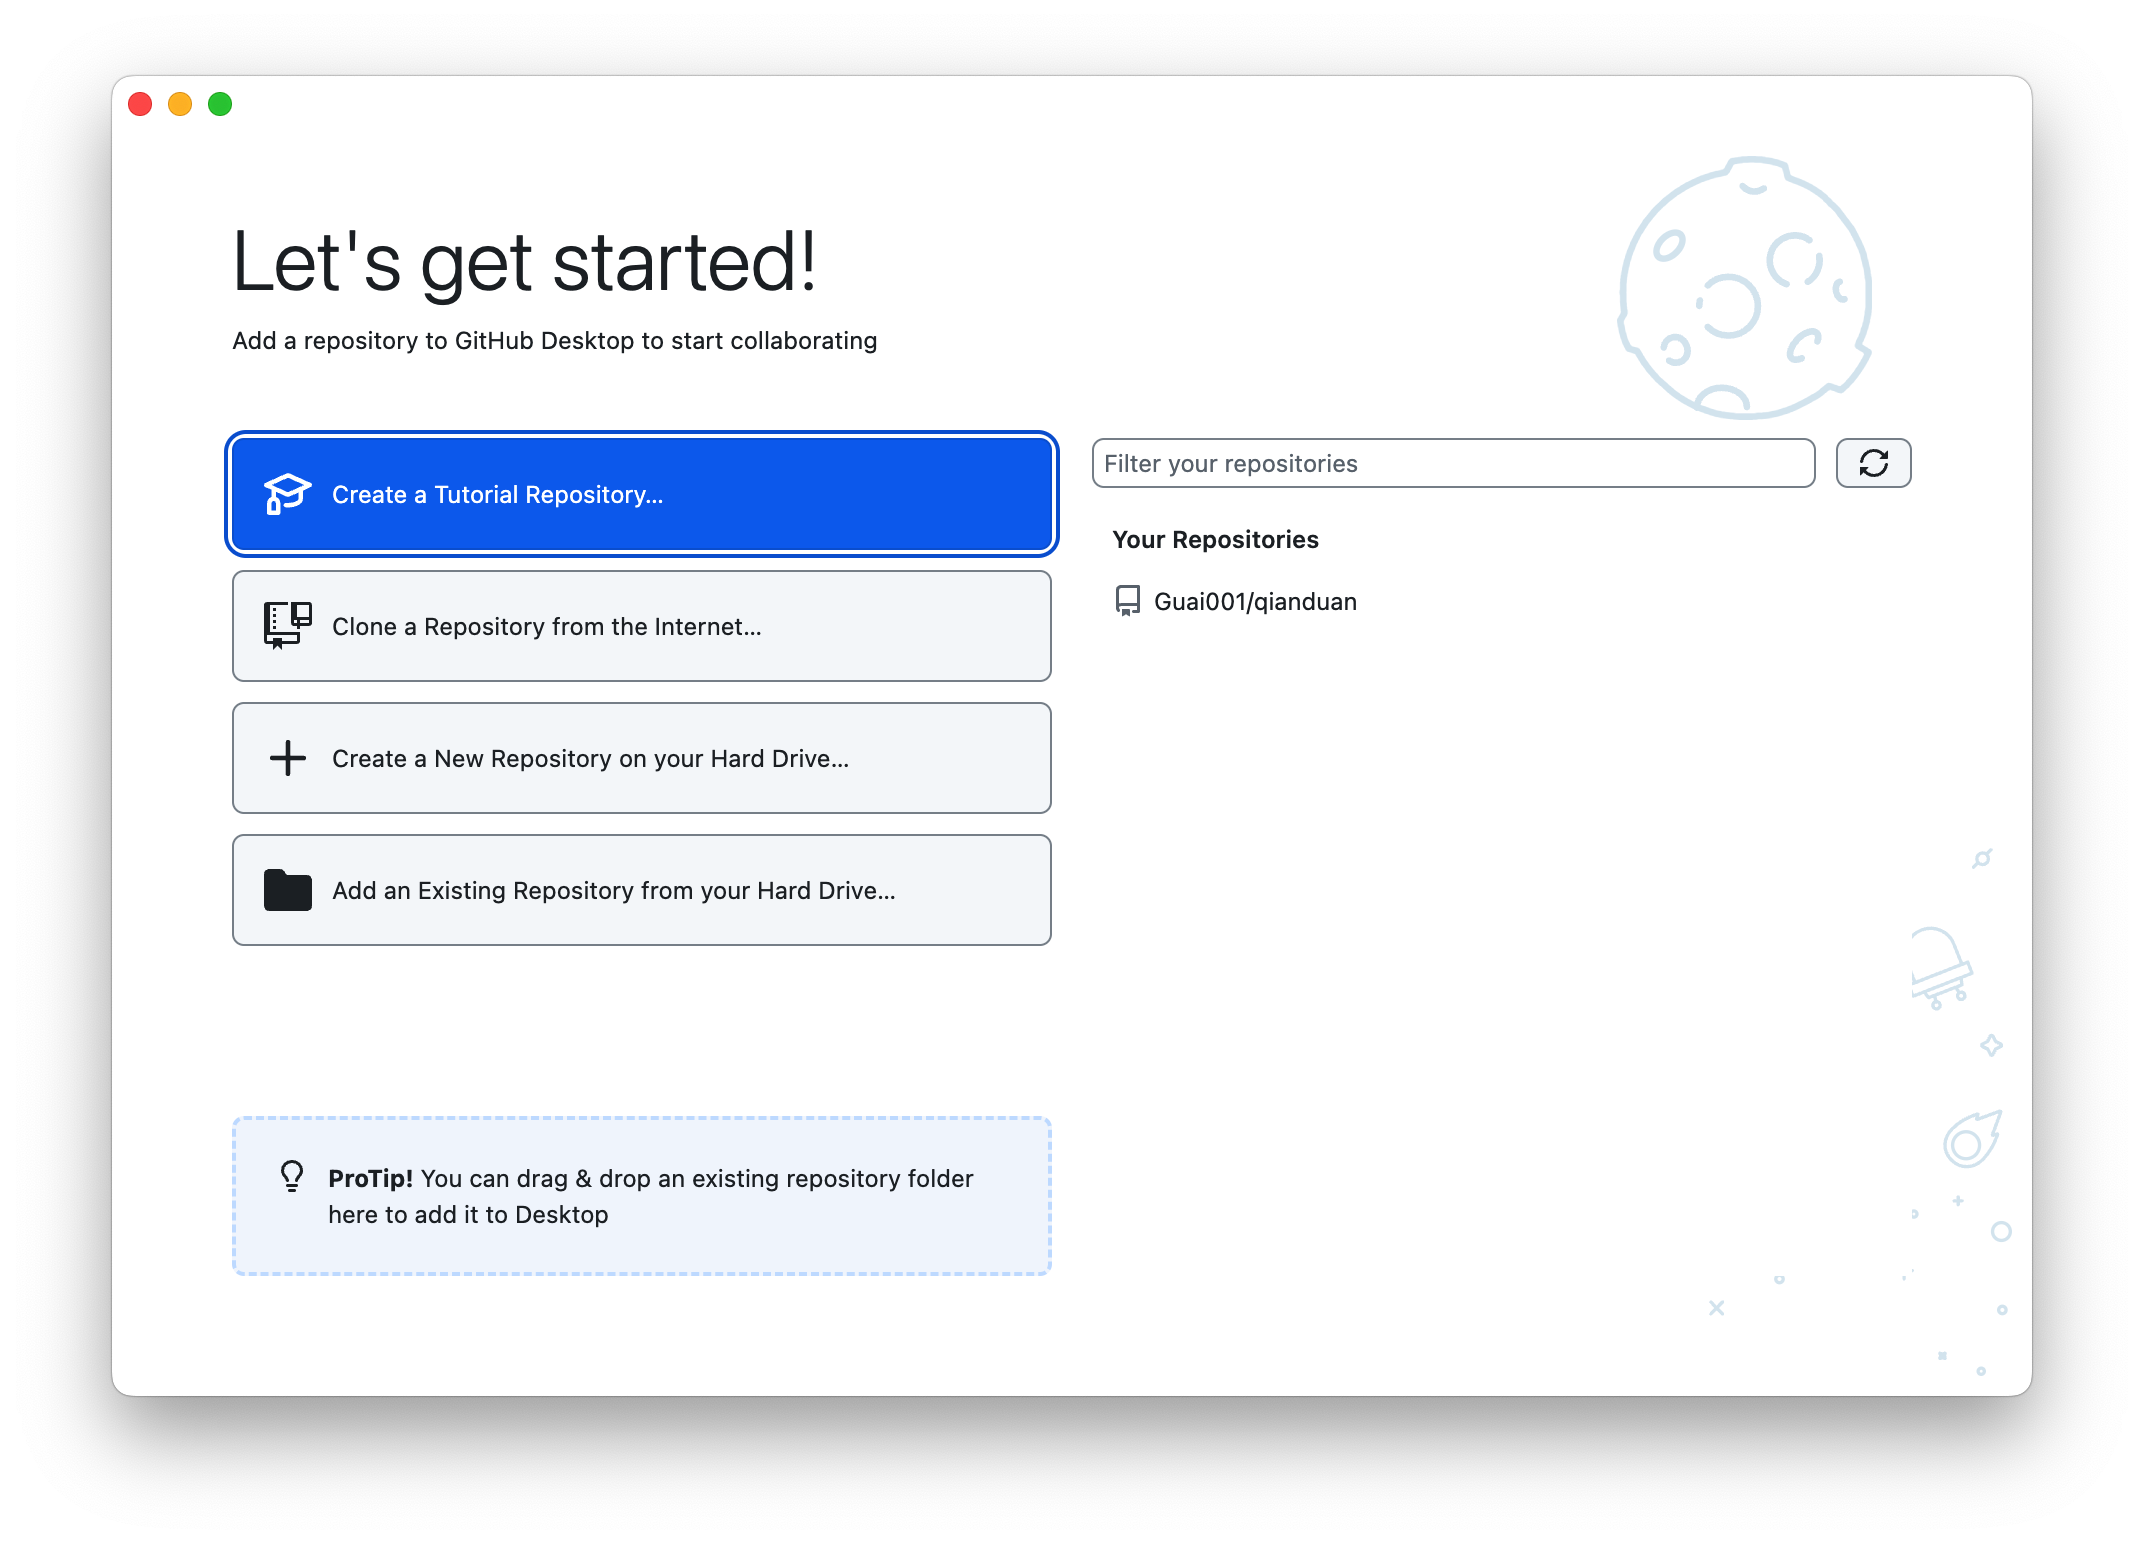 Let's get started!
Add a repository to GitHub Desktop to start collaborating
Create a Tutorial Repository...
Clone a Repository from the Internet...
Create a New Repository on your Hard Drive...
Add an Existing Repository from your Hard Drive...
ProTip! You can drag & drop an existing repository folder
here to add it to Desktop
Filter your repositories
Your Repositories
Guai001/qianduan